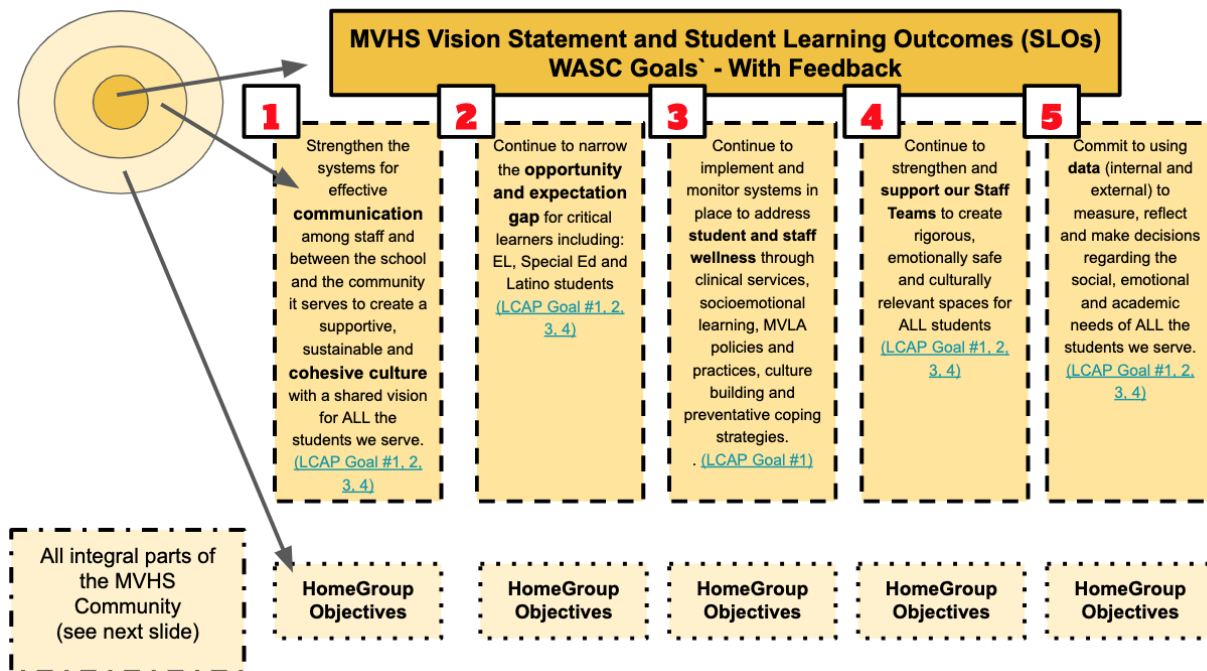 MVHS Vision Statement and Student Learning Outcomes (SLOs)
WASC Goals` - With Feedback
1
Strengthen the
systems for
effective
communication
among staff and
between the school
and the community
it serves to create a
supportive,
sustainable and
cohesive culture
with a shared vision
for ALL the
students we serve.
(LCAP Goal #1, 2,
3, 4)
2
Continue to narrow
the opportunity
and expectation
gap for critical
learners including:
EL, Special Ed and
Latino students
(LCAP Goal #1, 2,
3, 4)
3
Continue to
implement and
monitor systems in
place to address
student and staff
wellness through
clinical services,
socioemotional
learning, MVLA
policies and
practices, culture
building and
preventative coping
strategies.
. (LCAP Goal #1)
4
Continue to
strengthen and
support our Staff
Teams to create
rigorous,
emotionally safe
and culturally
relevant spaces for
ALL students
(LCAP Goal #1, 2,
3, 4)
5
Commit to using
data (internal and
external) to
measure, reflect
and make decisions
regarding the
social, emotional
and academic
needs of ALL the
students we serve.
(LCAP Goal #1, 2,
3, 4)
All integral parts of
the MVHS
Community
(see next slide)
HomeGroup
Objectives
HomeGroup
Objectives
HomeGroup
Objectives
HomeGroup
Objectives
HomeGroup
Objectives